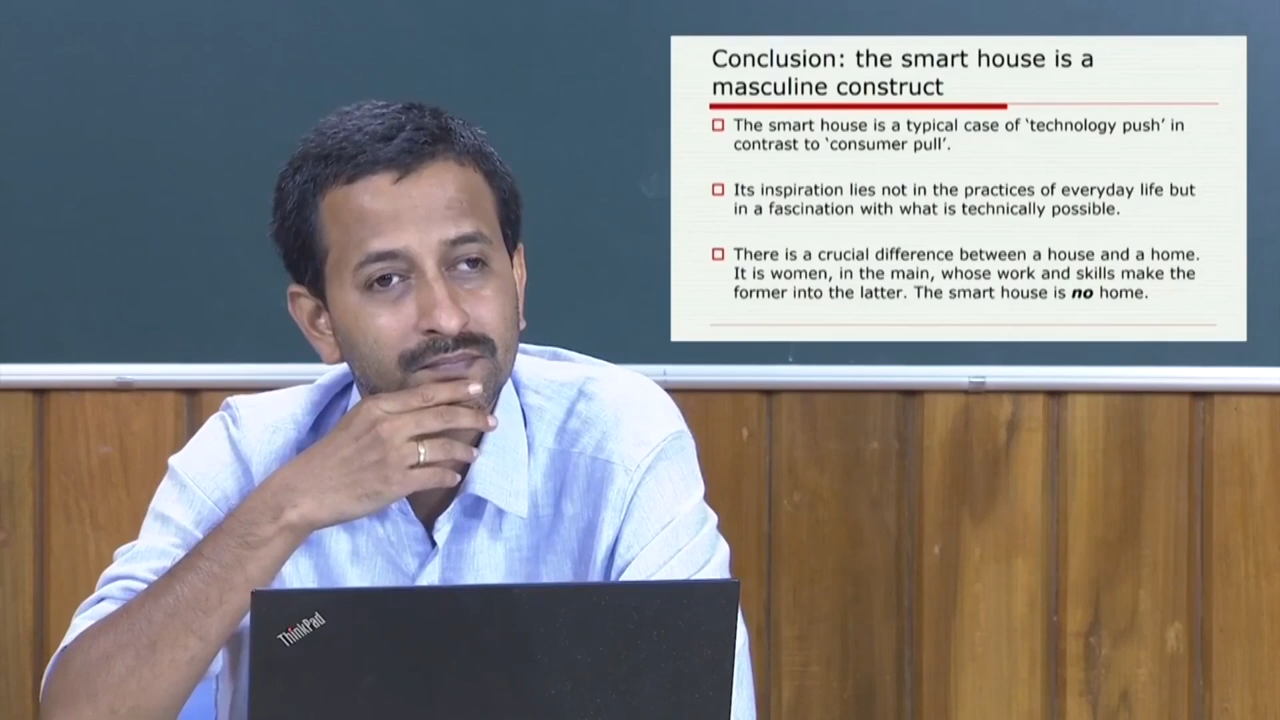 Conclusion: the smart house is a
masculine construct
The smart house is a typical case of ‘technology push’ in
contrast to ‘consumer pull’.
Its inspiration lies not in the practices of everyday life but
in a fascination with what is technically possible.
There is a crucial difference between a house and a home.
It is women, in the main, whose work and skills make the
former into the latter. The smart house is no home.
ThinkPad